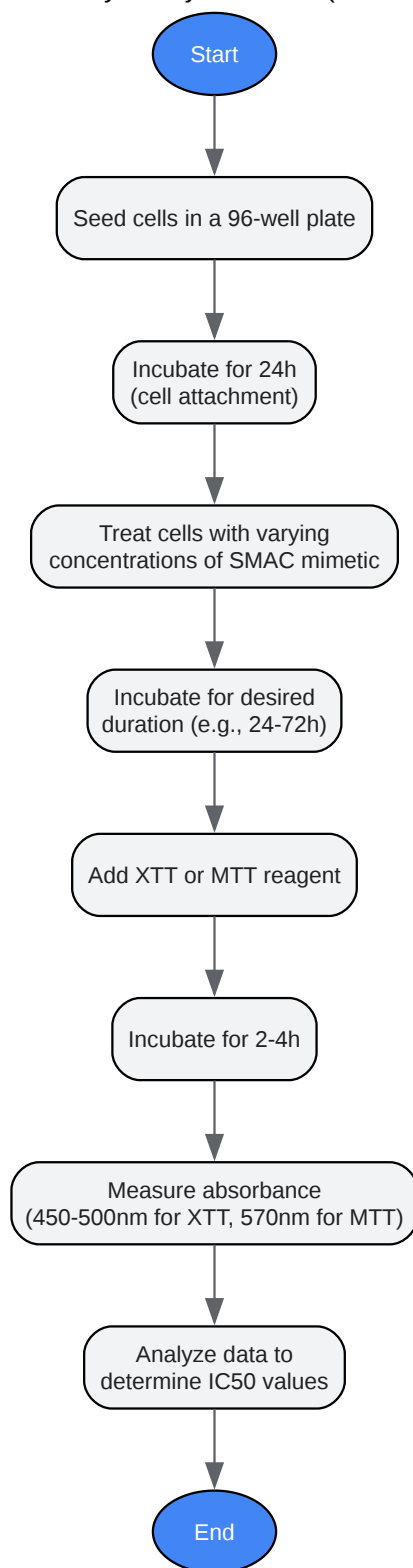 Start
Seed cells in a 96-well plate
Incubate for 24h
(cell attachment)
Treat cells with varying
concentrations of SMAC mimetic
Incubate for desired
duration (e.g., 24-72h)
Add XTT or MTT reagent
Incubate for 2-4h
Measure absorbance
(450-500nm for XTT, 570nm for MTT)
Analyze data to
determine IC50 values
End